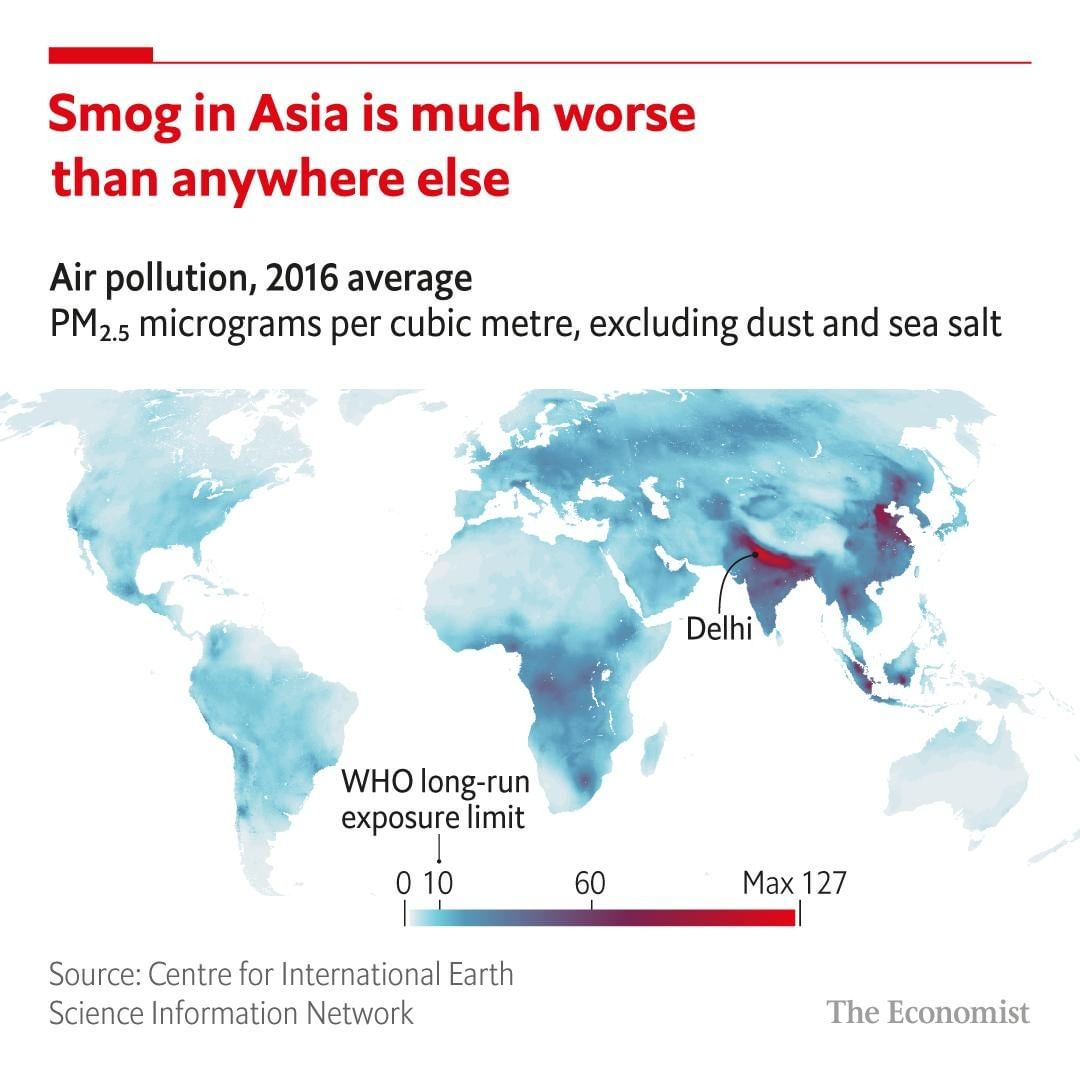 Smog in Asia is much worse
than anywhere else
Air pollution, 2016 average
PM₂.₅ micrograms per cubic metre, excluding dust and sea salt
Delhi
WHO long-run
exposure limit
0 10 60 Max 127
Source: Centre for International Earth
Science Information Network
The Economist